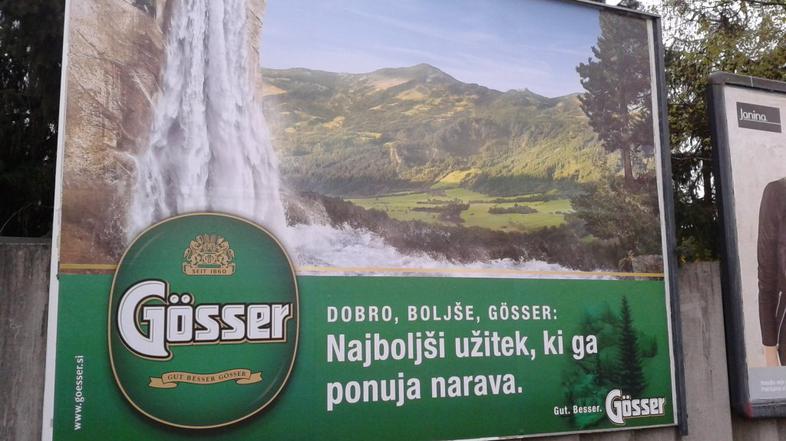 SEIT 1860
Gösser
GUT BESSER GÖSSER
www.goesser.si
DOBRO, BOLJŠE, GÖSSER:
Najboljši užitek, ki ga
ponuja narava.
Gut. Besser. Gösser
Janina